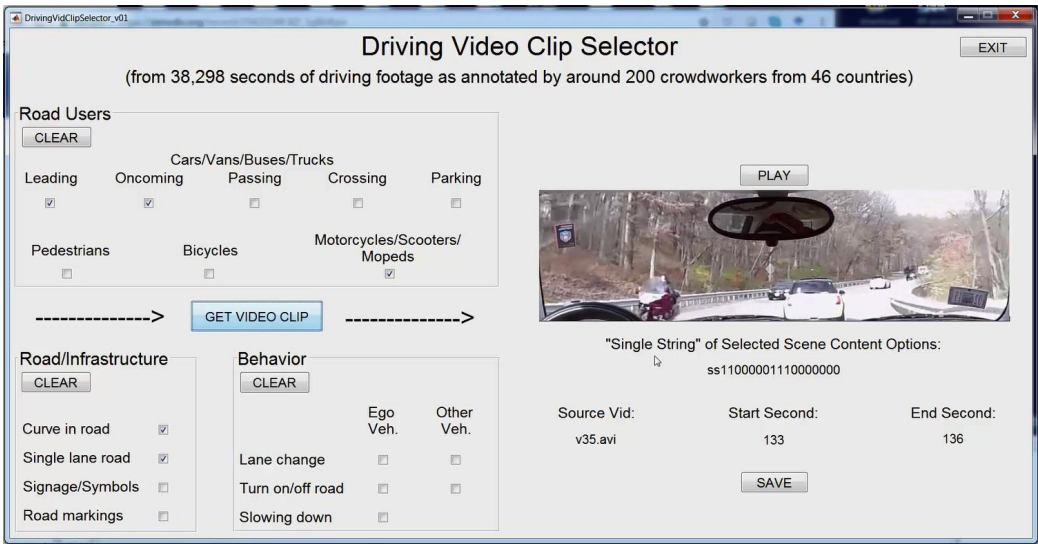 DrivingVidClipSelector_v01
Driving Video Clip Selector
EXIT
(from 38,298 seconds of driving footage as annotated by around 200 crowdworkers from 46 countries)
Road Users
CLEAR
Cars/Vans/Buses/Trucks
Leading Oncoming Passing Crossing Parking
Pedestrians Bicycles Motorcycles/Scooters/
Mopeds
--------------> GET VIDEO CLIP -------------->
Road/Infrastructure
CLEAR
Curve in road
Single lane road
Signage/Symbols
Road markings
Behavior
CLEAR
Ego Other
Veh. Veh.
Lane change
Turn on/off road
Slowing down
PLAY
"Single String" of Selected Scene Content Options:
ss11000001110000000
Source Vid: Start Second: End Second:
v35.avi 133 136
SAVE